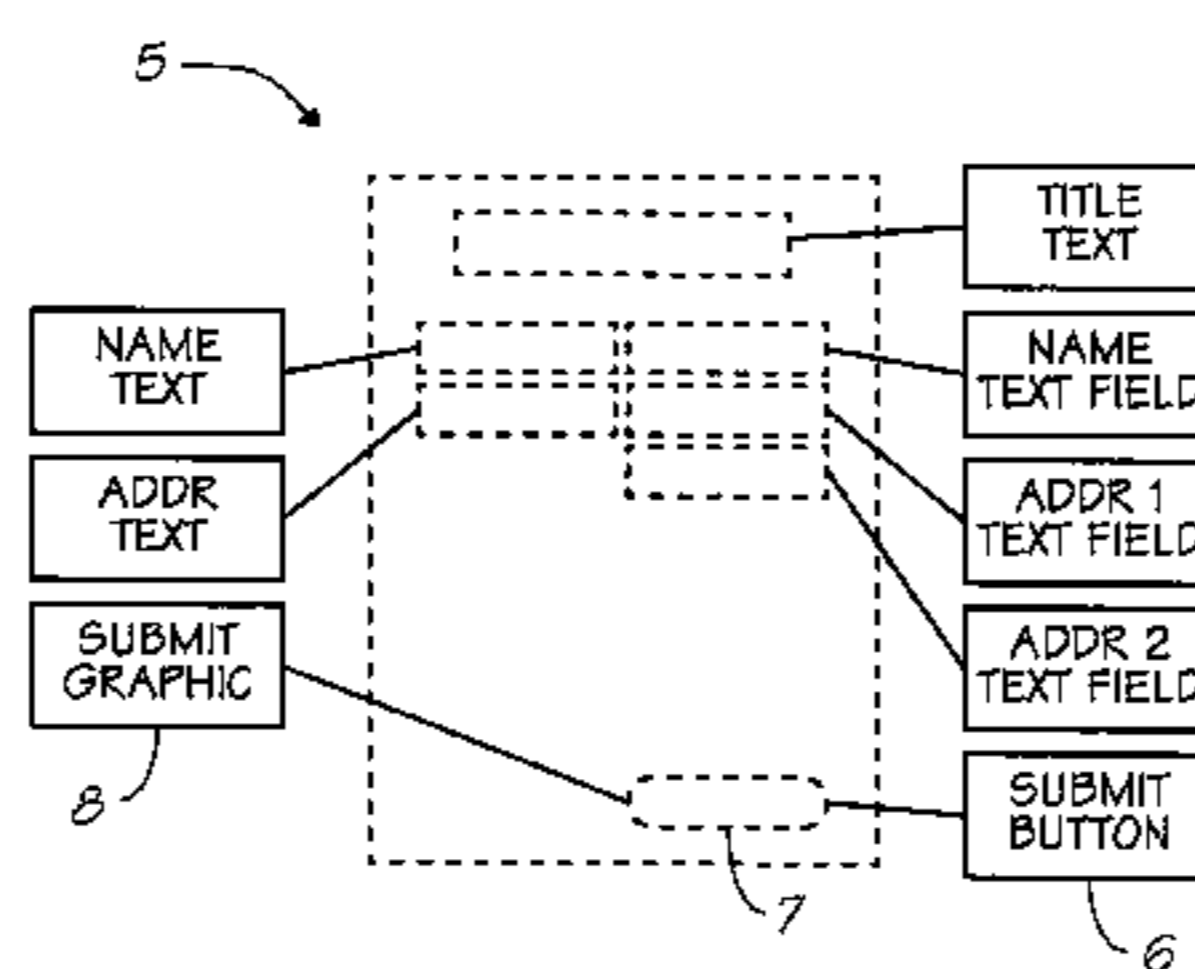 5
TITLE
TEXT
NAME
TEXT
NAME
TEXT FIELD
ADDR
TEXT
ADDR 1
TEXT FIELD
SUBMIT
GRAPHIC
ADDR 2
TEXT FIELD
8
SUBMIT
BUTTON
7
6